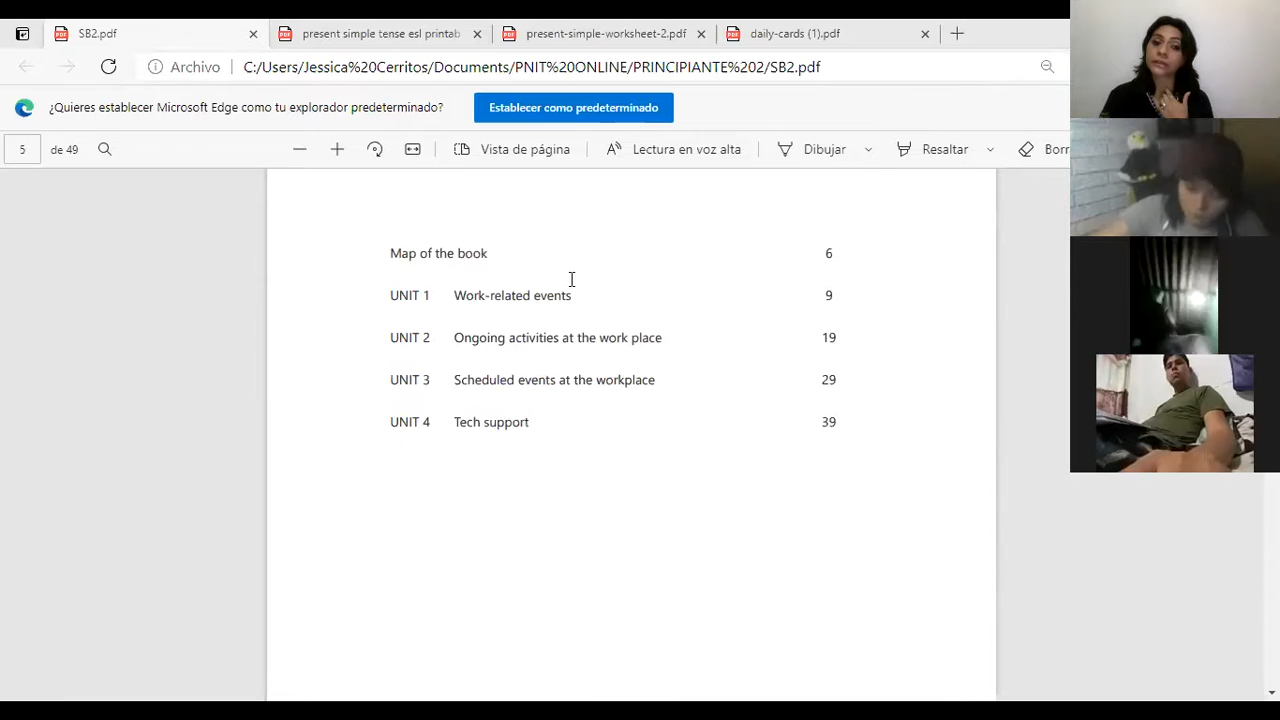 SB2.pdf
present simple tense esl printab
present-simple-worksheet-2.pdf
daily-cards (1).pdf
Archivo
C:/Users/Jessica%20Cerritos/Documents/PNIT%20ONLINE/PRINCIPIANTE%202/SB2.pdf
¿Quieres establecer Microsoft Edge como tu explorador predeterminado?
Establecer como predeterminado
5 de 49
Vista de página
Lectura en voz alta
Dibujar
Resaltar
Borr
Map of the book 6
UNIT 1 Work-related events 9
UNIT 2 Ongoing activities at the work place 19
UNIT 3 Scheduled events at the workplace 29
UNIT 4 Tech support 39